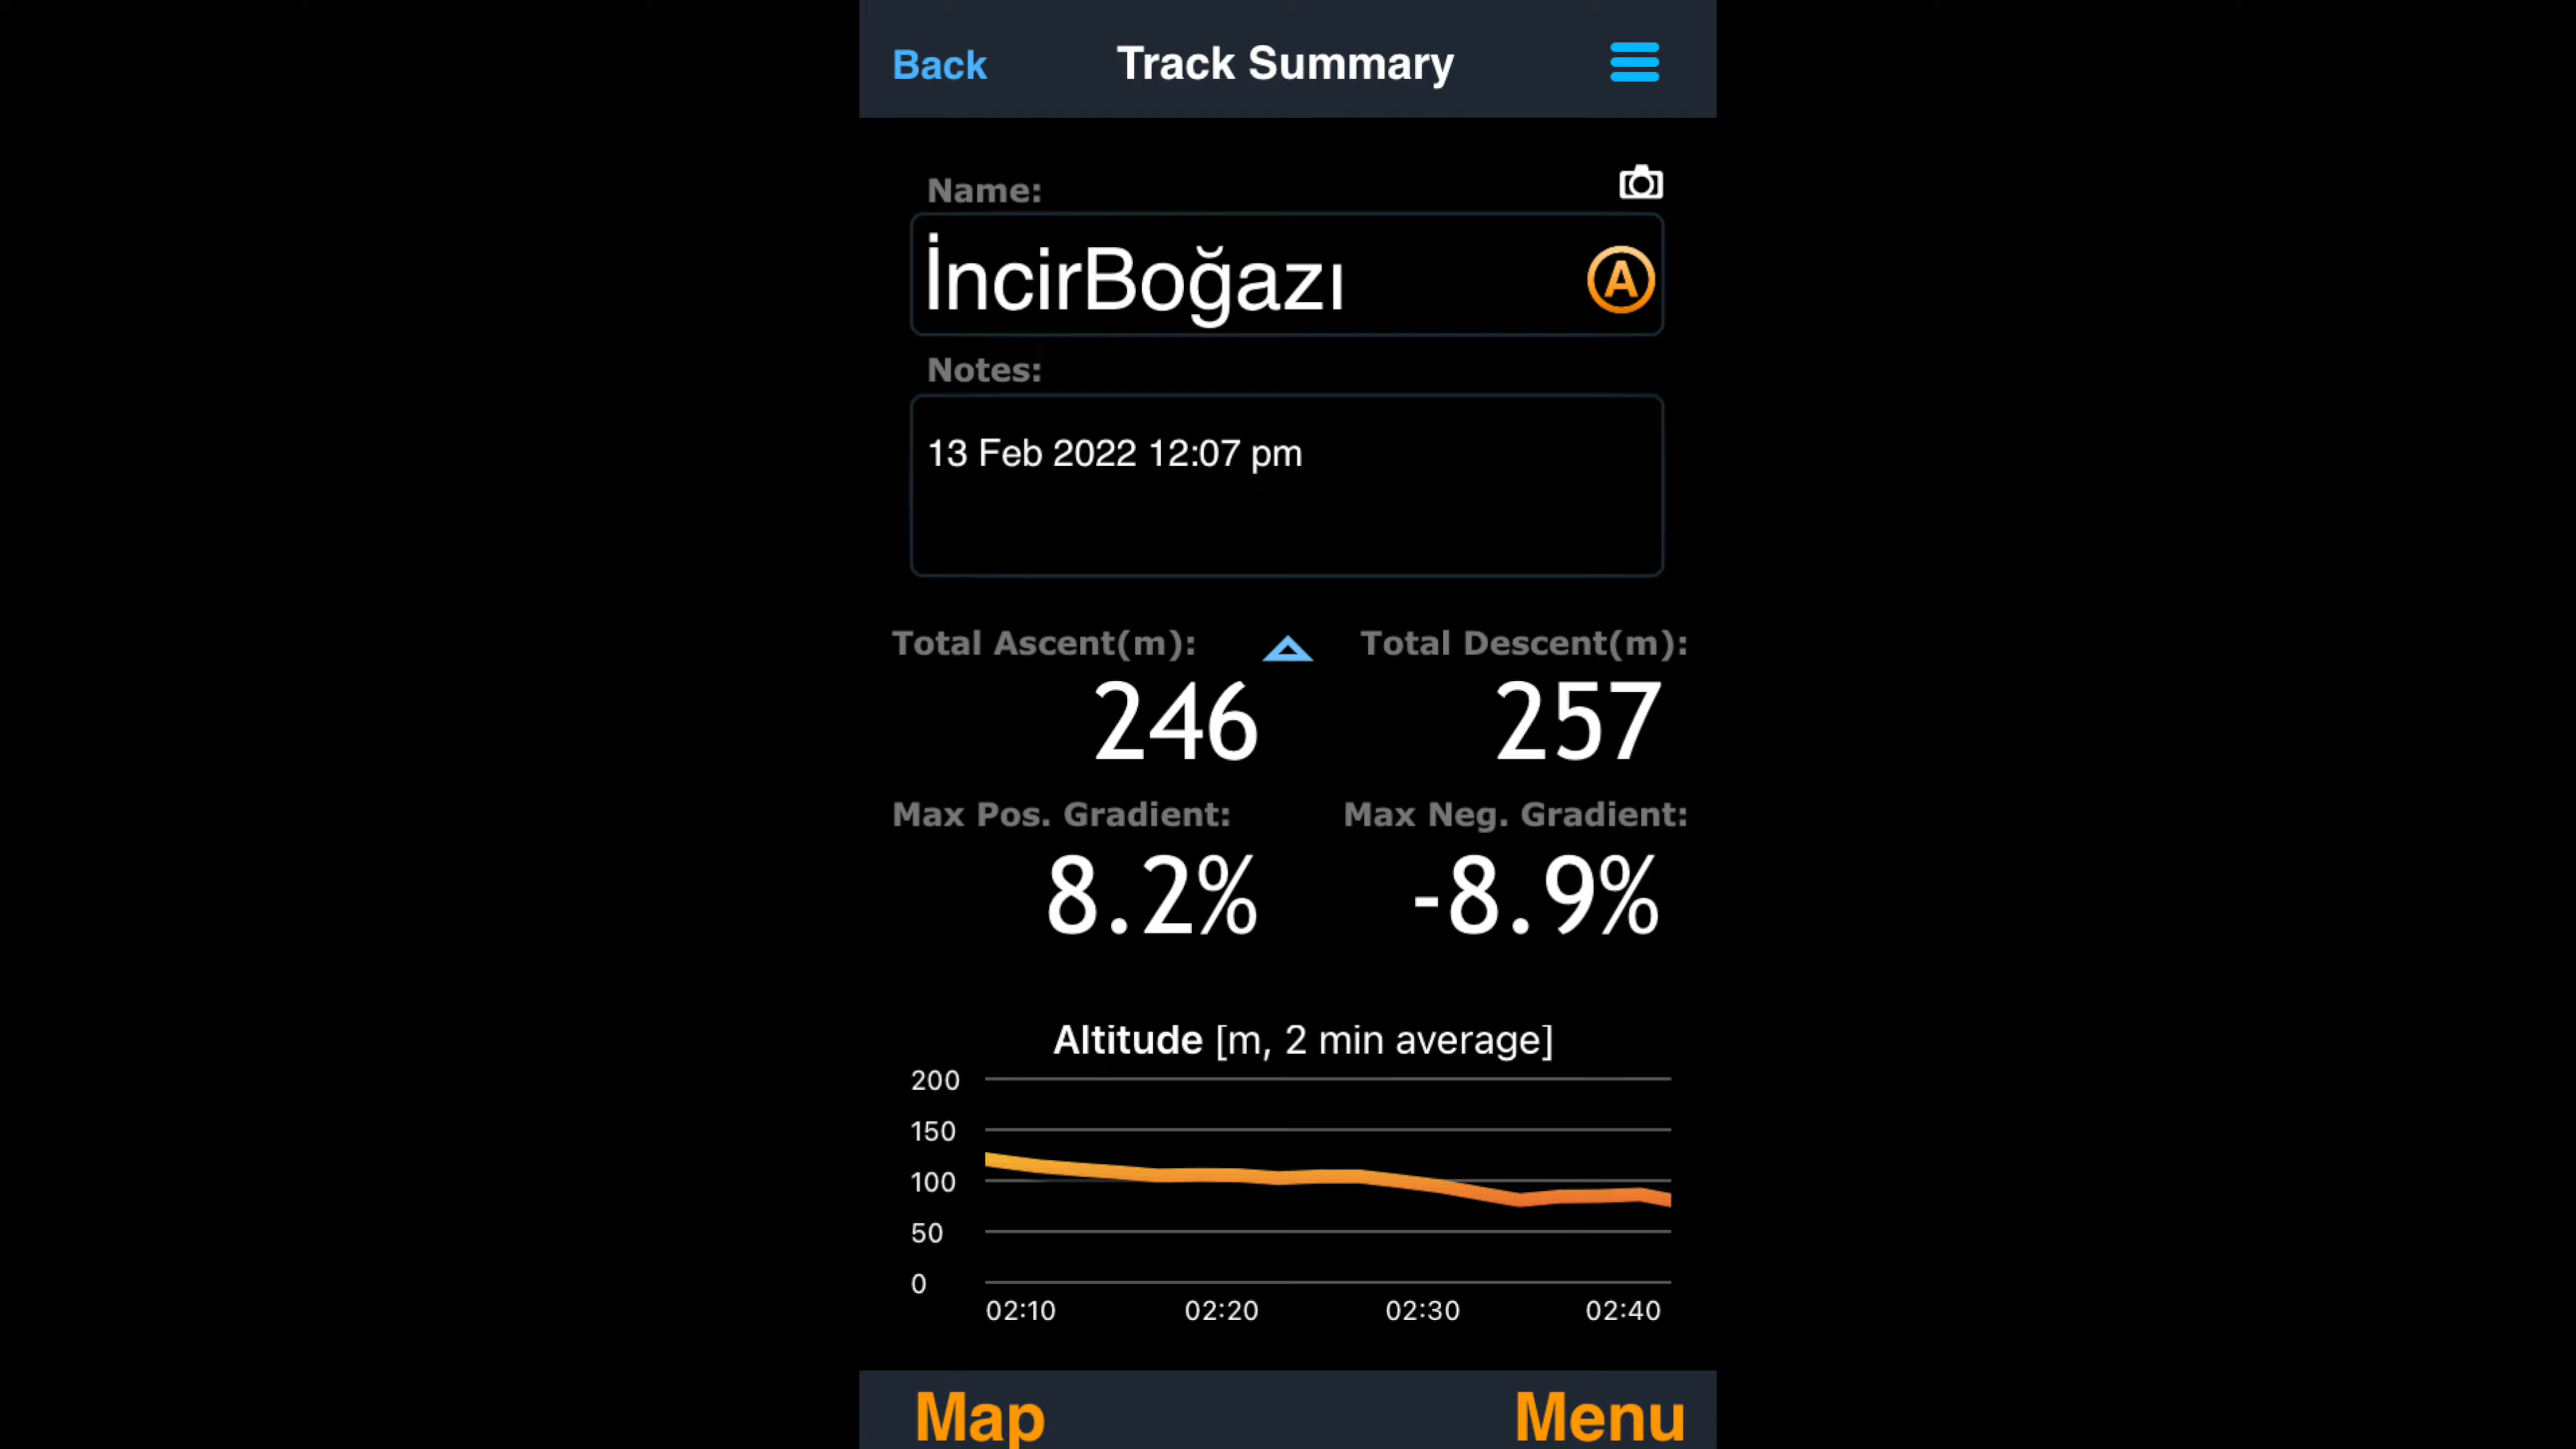 Back Track Summary
Name:
İncirBoğazı A
Notes:
13 Feb 2022 12:07 pm
Total Ascent(m): Total Descent(m):
246 257
Max Pos. Gradient: Max Neg. Gradient:
8.2% -8.9%
Altitude [m, 2 min average]
200
150
100
50
0
02:10 02:20 02:30 02:40
Map Menu